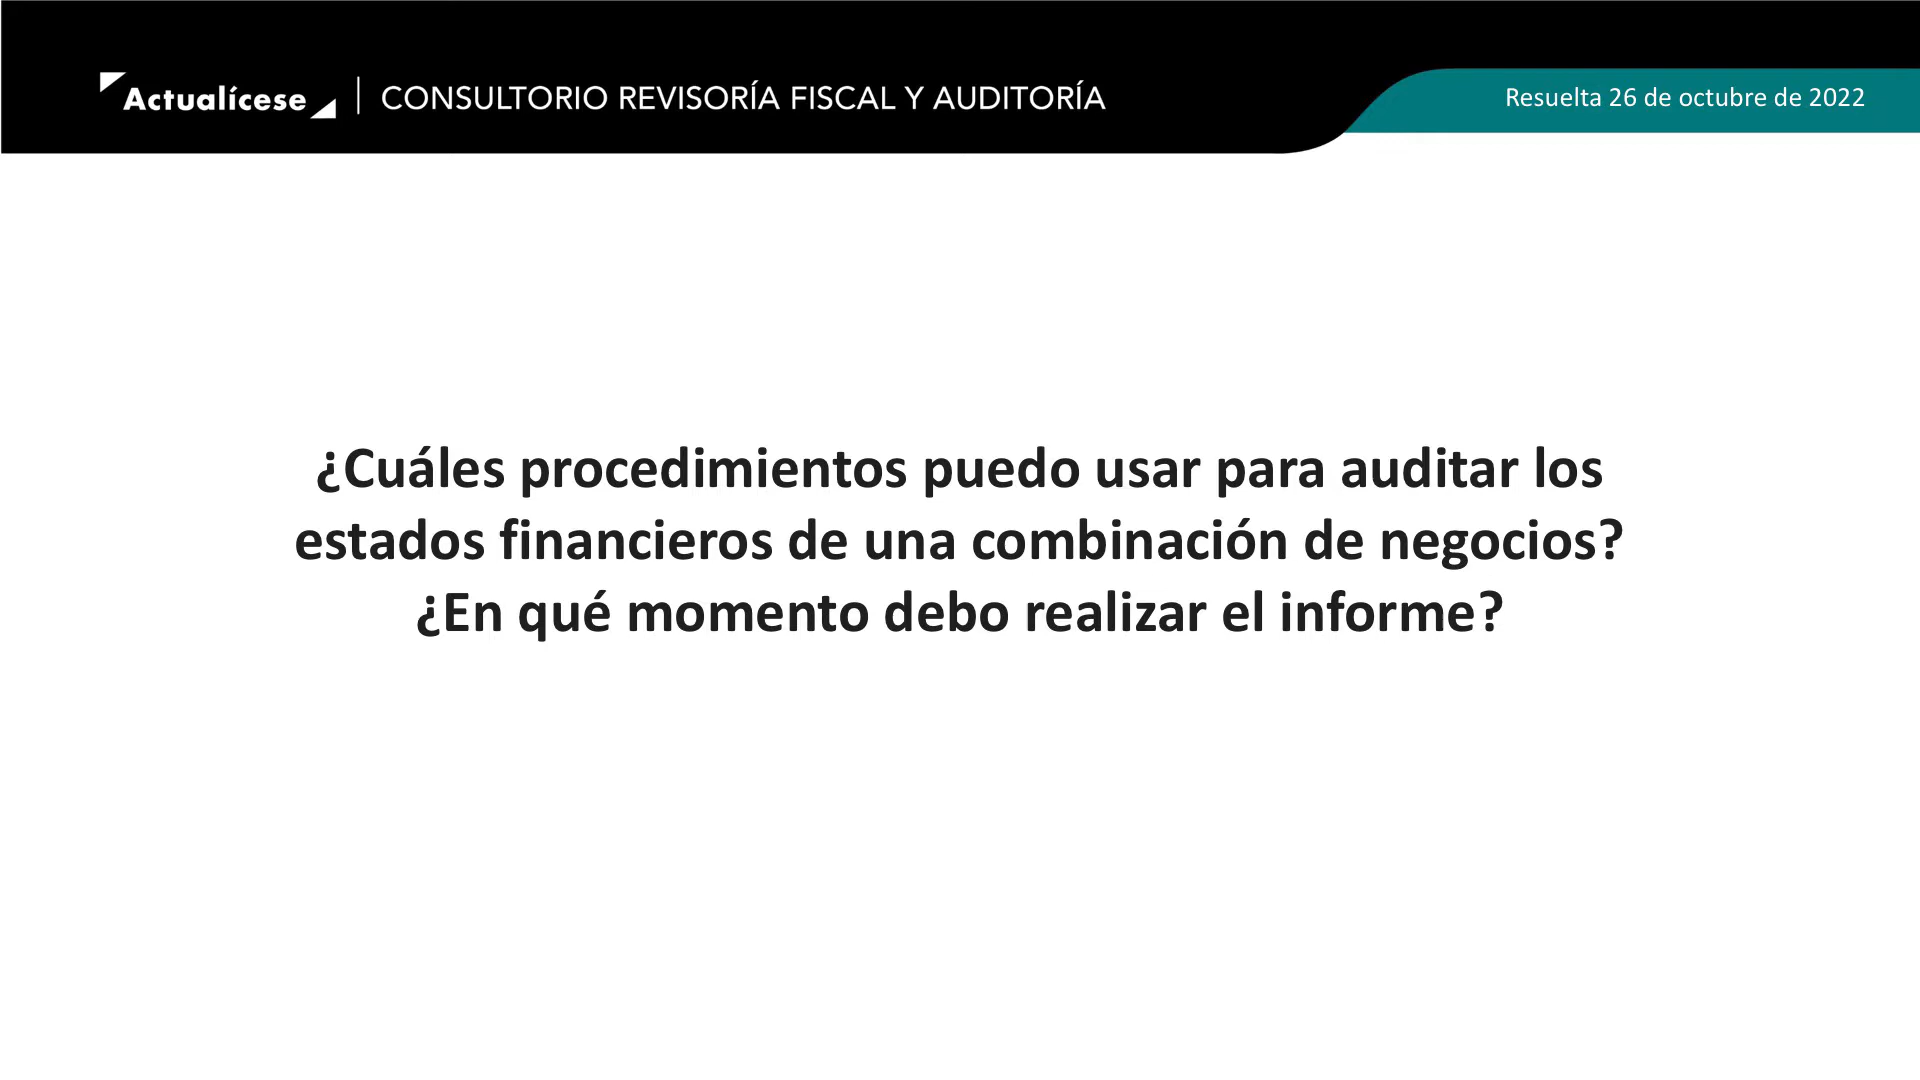 Actualícese | CONSULTORIO REVISORÍA FISCAL Y AUDITORÍA
Resuelta 26 de octubre de 2022
¿Cuáles procedimientos puedo usar para auditar los
estados financieros de una combinación de negocios?
¿En qué momento debo realizar el informe?